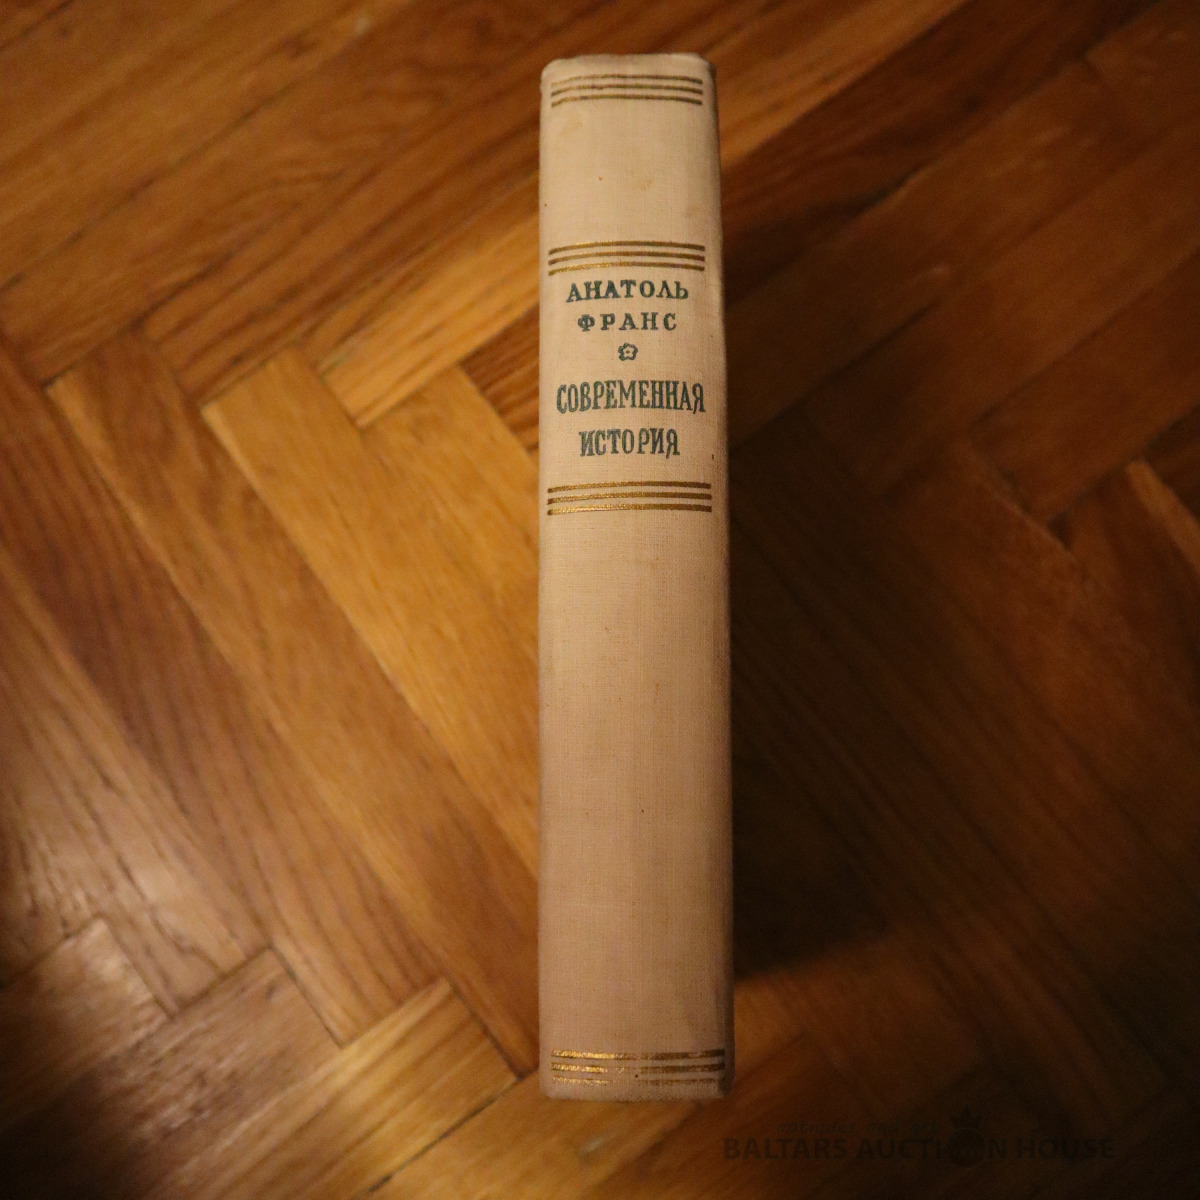 АНАТОЛЬ
ФРАНС
СОВРЕМЕННАЯ
ИСТОРИЯ
BALTARS AUCTION HOUSE